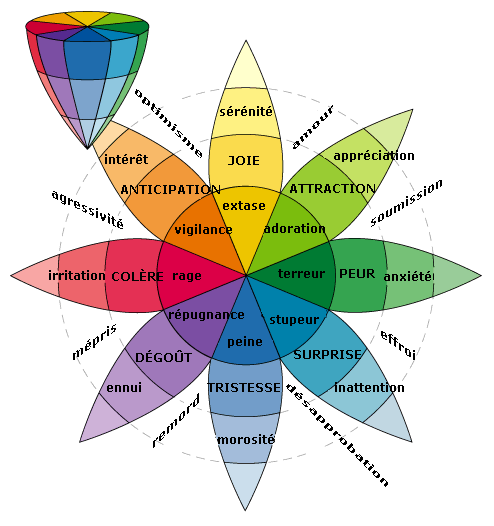 optimisme
amour
sérénité
intérêt
appréciation
JOIE
ANTICIPATION
ATTRACTION
agressivité
soumission
extase
vigilance
adoration
irritation
COLÈRE
rage
terreur
PEUR
anxiété
répugnance
stupeur
peine
mépris
effroi
DÉGOÛT
SURPRISE
ennui
TRISTESSE
inattention
remord
morosité
désapprobation